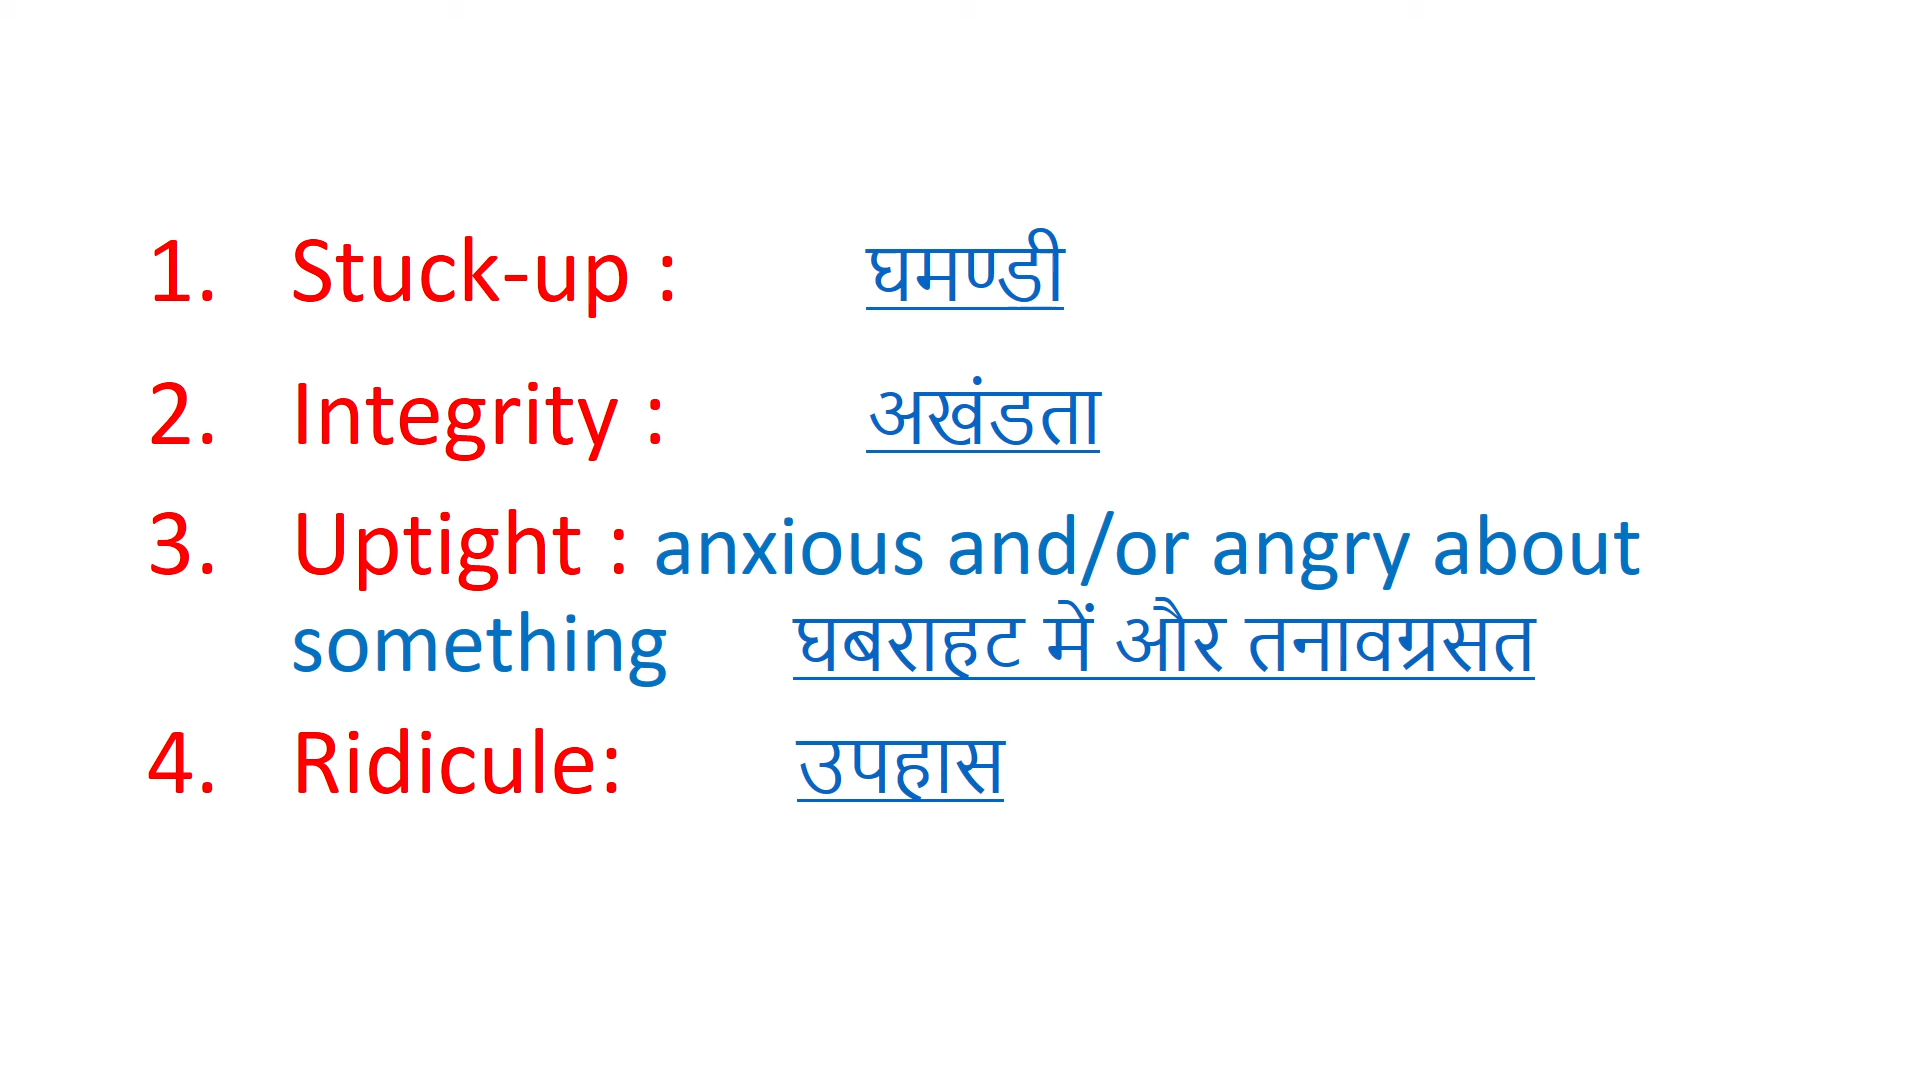 1. Stuck-up : घमण्डी
2. Integrity : अखंडता
3. Uptight : anxious and/or angry about
something घबराहट में और तनावग्रसत
4. Ridicule: उपहास